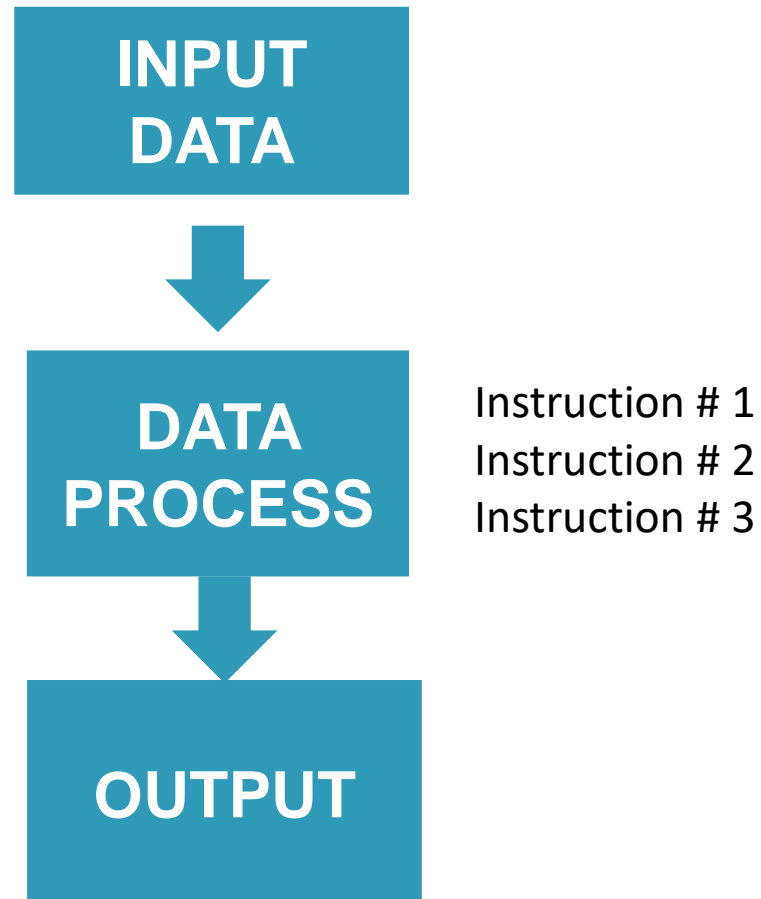 INPUT
DATA
DATA
PROCESS
Instruction # 1
Instruction # 2
Instruction # 3
OUTPUT